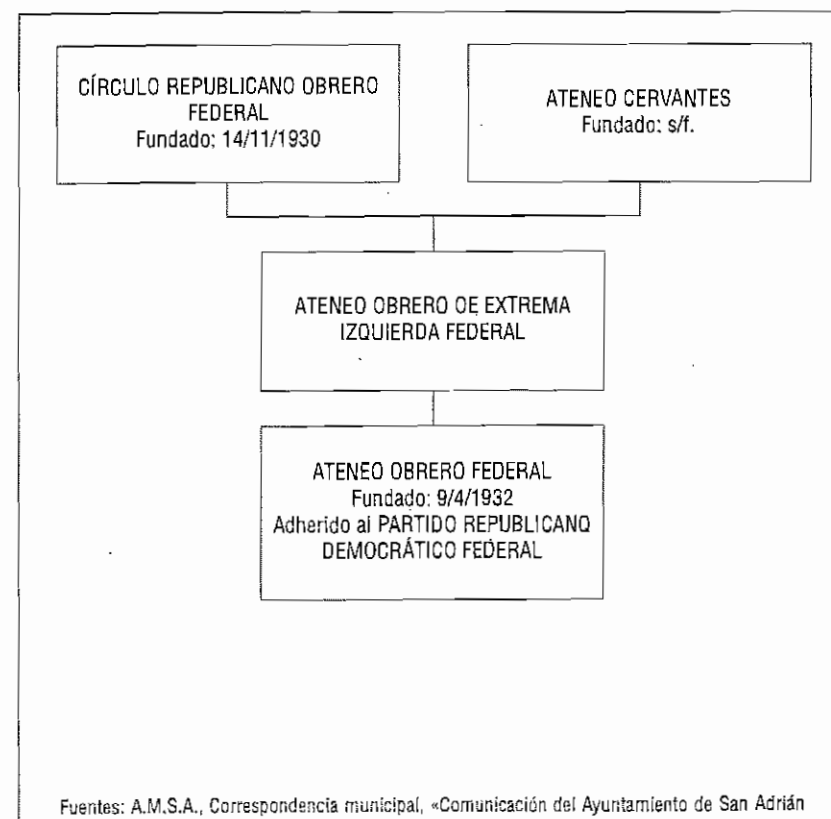 CÍRCULO REPUBLICANO OBRERO
FEDERAL
Fundado: 14/11/1930
ATENEO CERVANTES
Fundado: s/f.
ATENEO OBRERO DE EXTREMA
IZQUIERDA FEDERAL
ATENEO OBRERO FEDERAL
Fundado: 9/4/1932
Adherido al PARTIDO REPUBLICANO
DEMOCRÁTICO FEDERAL
Fuentes: A.M.S.A., Correspondencia municipal, «Comunicación del Ayuntamiento de San Adrián